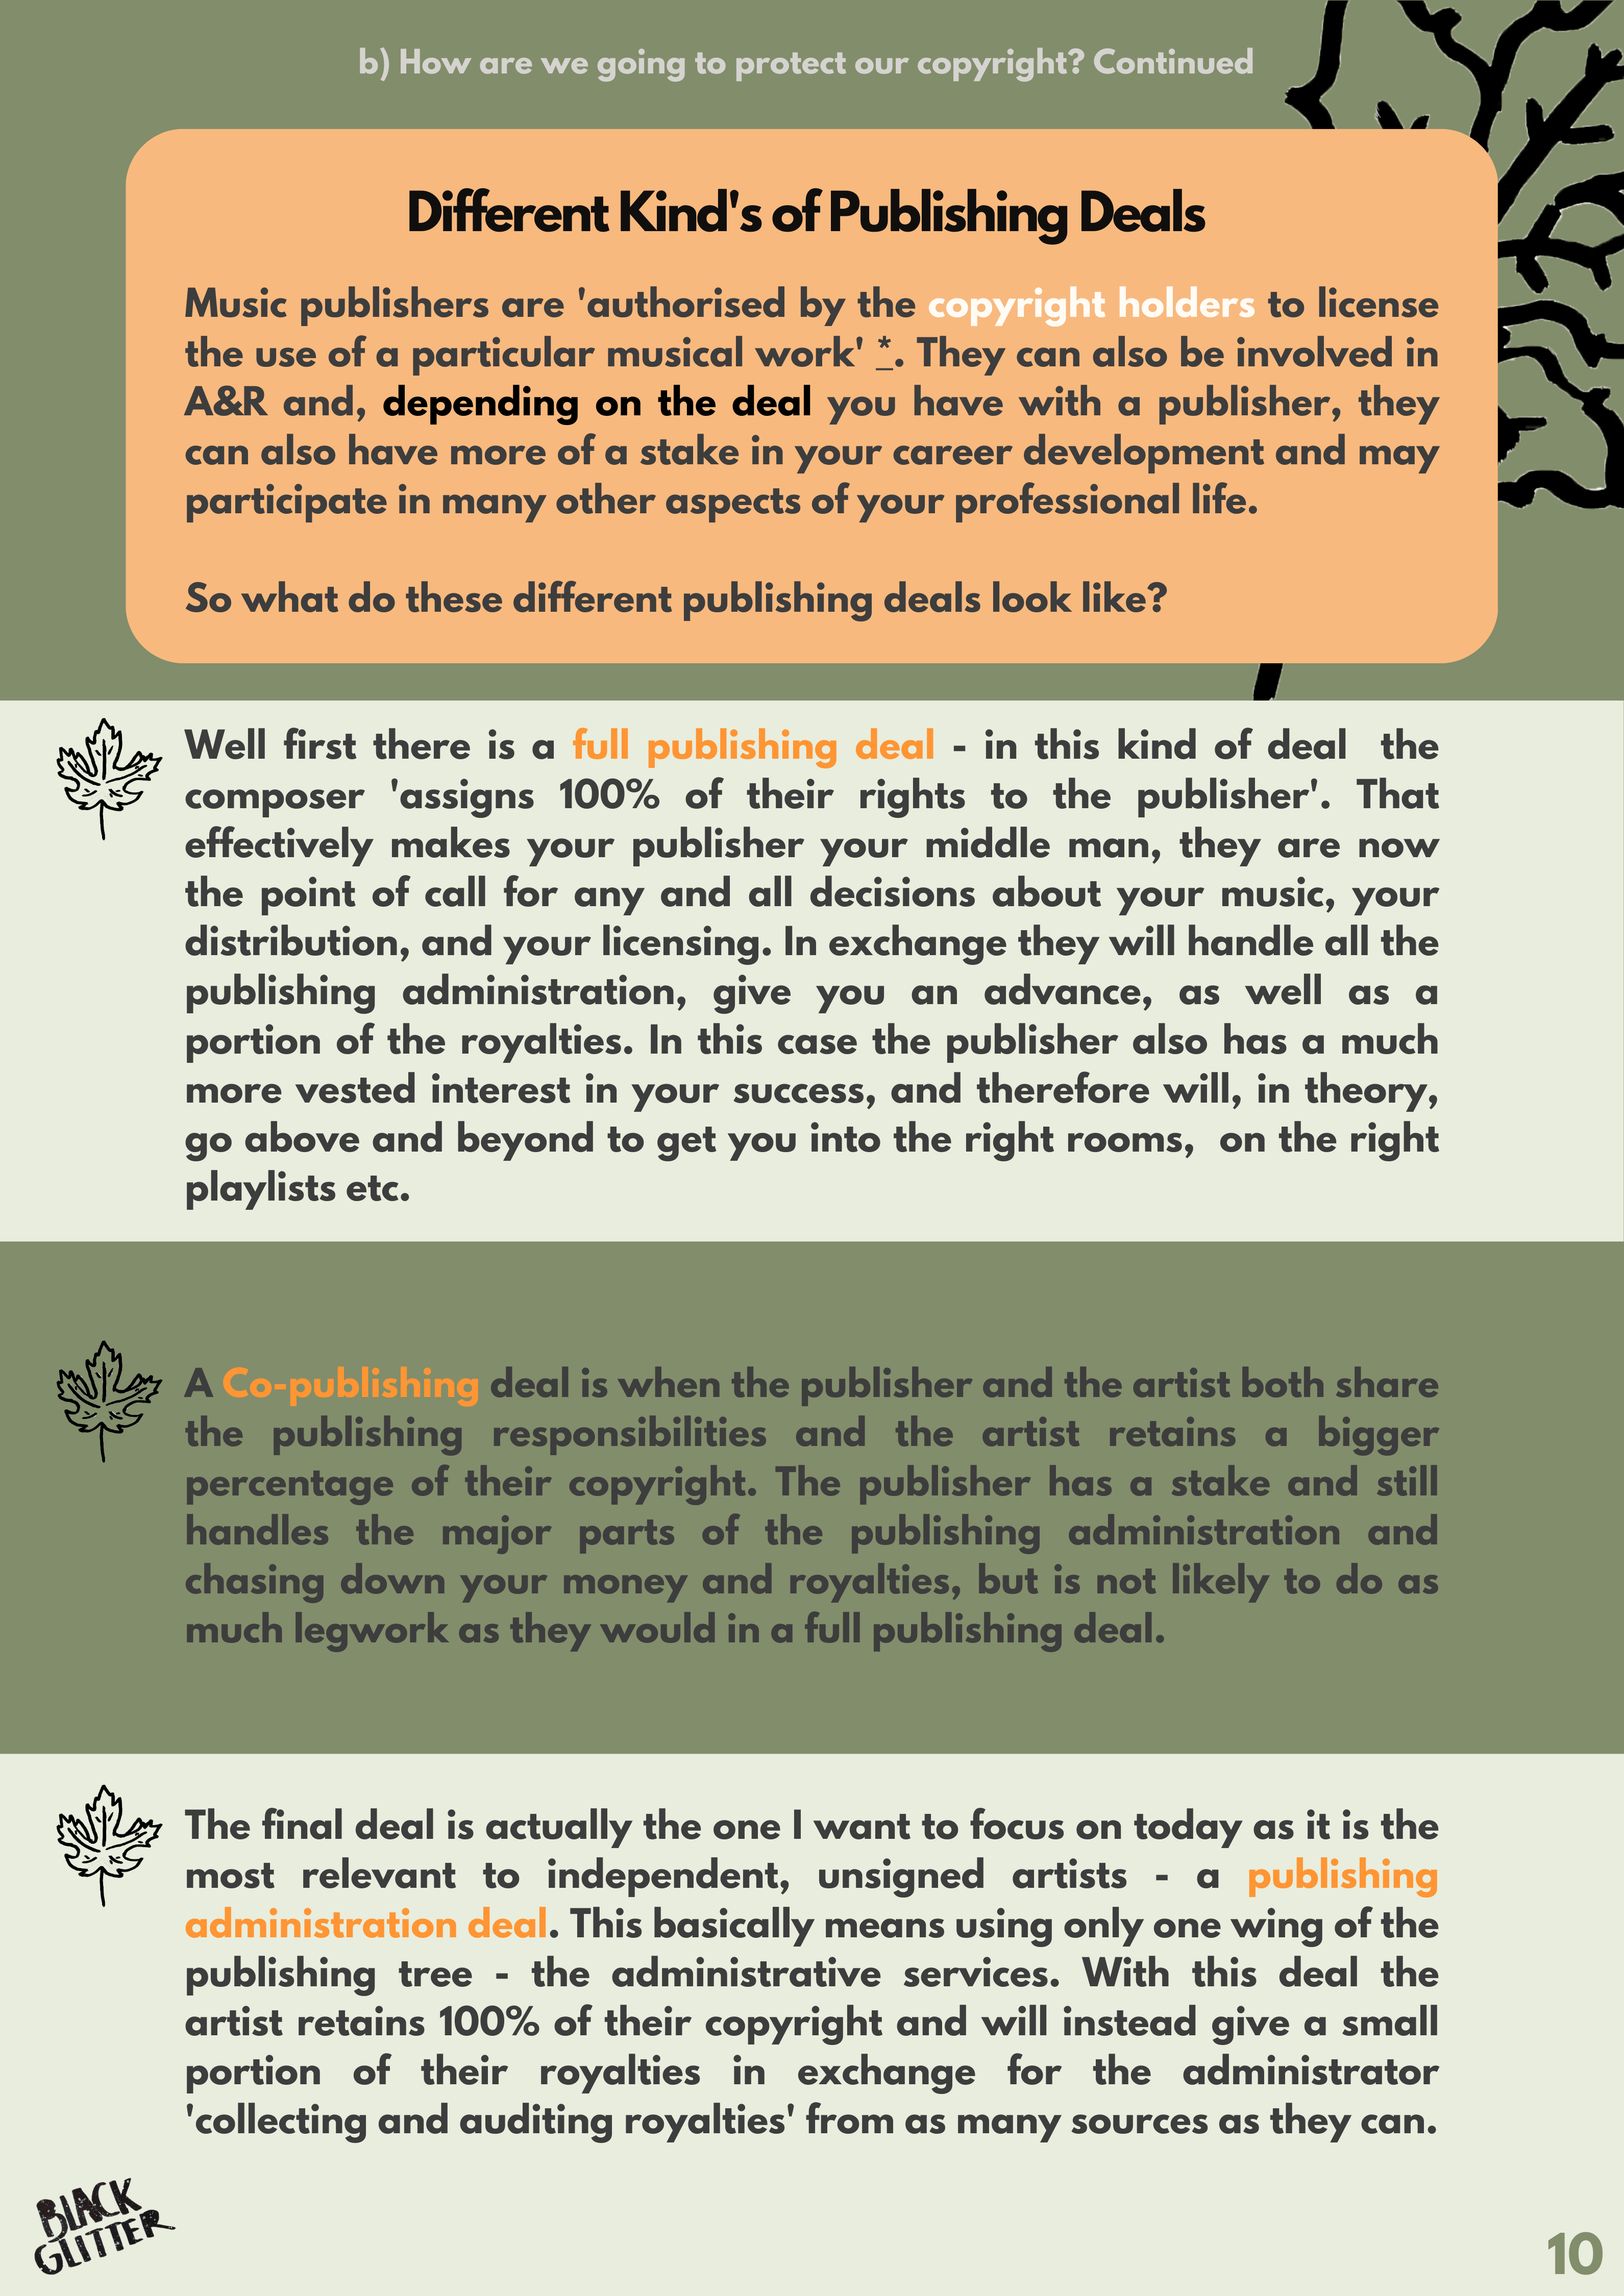 b) How are we going to protect our copyright? Continued
Different Kind's of Publishing Deals
Music publishers are 'authorised by the copyright holders to license
the use of a particular musical work' *. They can also be involved in
A&R and, depending on the deal you have with a publisher, they
can also have more of a stake in your career development and may
participate in many other aspects of your professional life.
So what do these different publishing deals look like?
Well first there is a full publishing deal - in this kind of deal the
composer 'assigns 100% of their rights to the publisher'. That
effectively makes your publisher your middle man, they are now
the point of call for any and all decisions about your music, your
distribution, and your licensing. In exchange they will handle all the
publishing administration, give you an advance, as well as a
portion of the royalties. In this case the publisher also has a much
more vested interest in your success, and therefore will, in theory,
go above and beyond to get you into the right rooms, on the right
playlists etc.
A Co-publishing deal is when the publisher and the artist both share
the publishing responsibilities and the artist retains a bigger
percentage of their copyright. The publisher has a stake and still
handles the major parts of the publishing administration and
chasing down your money and royalties, but is not likely to do as
much legwork as they would in a full publishing deal.
The final deal is actually the one I want to focus on today as it is the
most relevant to independent, unsigned artists - a publishing
administration deal. This basically means using only one wing of the
publishing tree - the administrative services. With this deal the
artist retains 100% of their copyright and will instead give a small
portion of their royalties in exchange for the administrator
'collecting and auditing royalties' from as many sources as they can.
BLACK
GLITTER
10